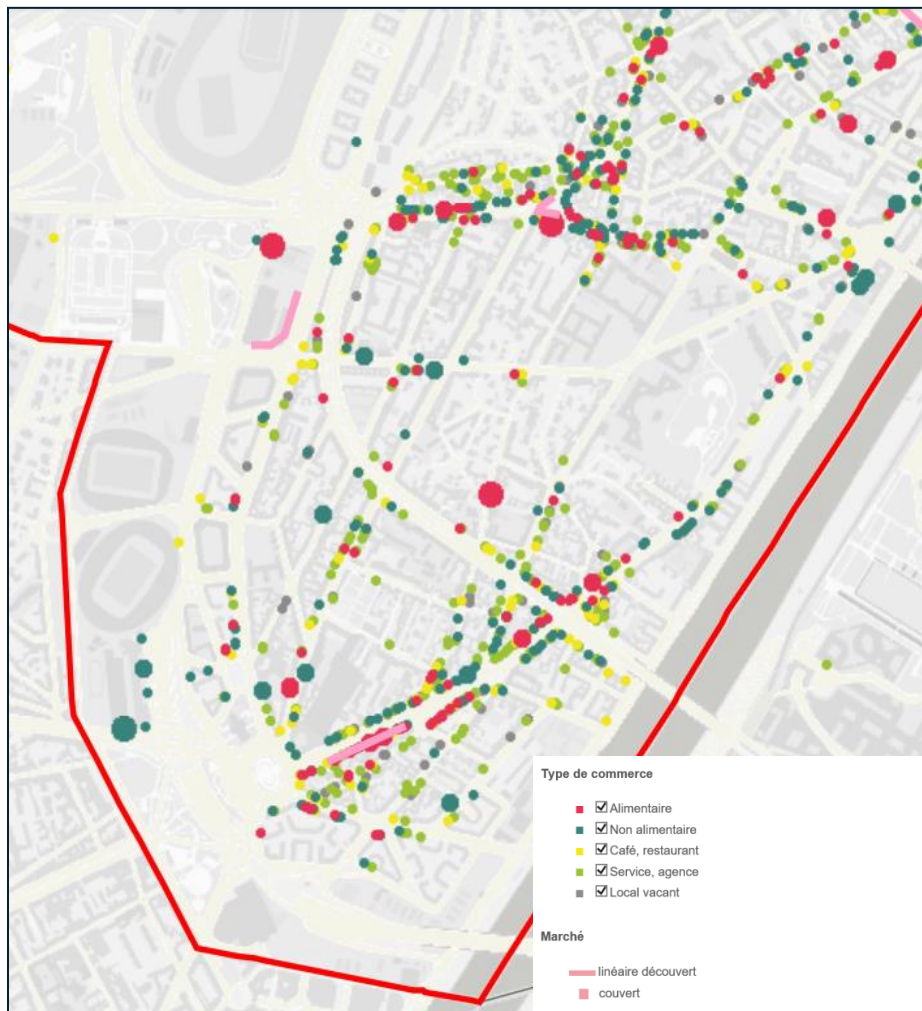 Type de commerce
Alimentaire
Non alimentaire
Café, restaurant
Service, agence
Local vacant
Marché
linéaire découvert
couvert